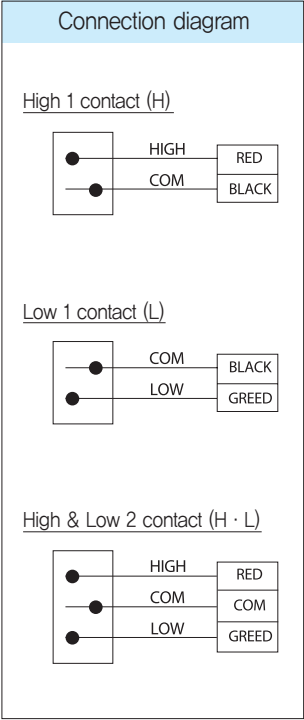 Connection diagram
High 1 contact (H)
HIGH RED
COM BLACK
Low 1 contact (L)
COM BLACK
LOW GREED
High & Low 2 contact (H · L)
HIGH RED
COM COM
LOW GREED